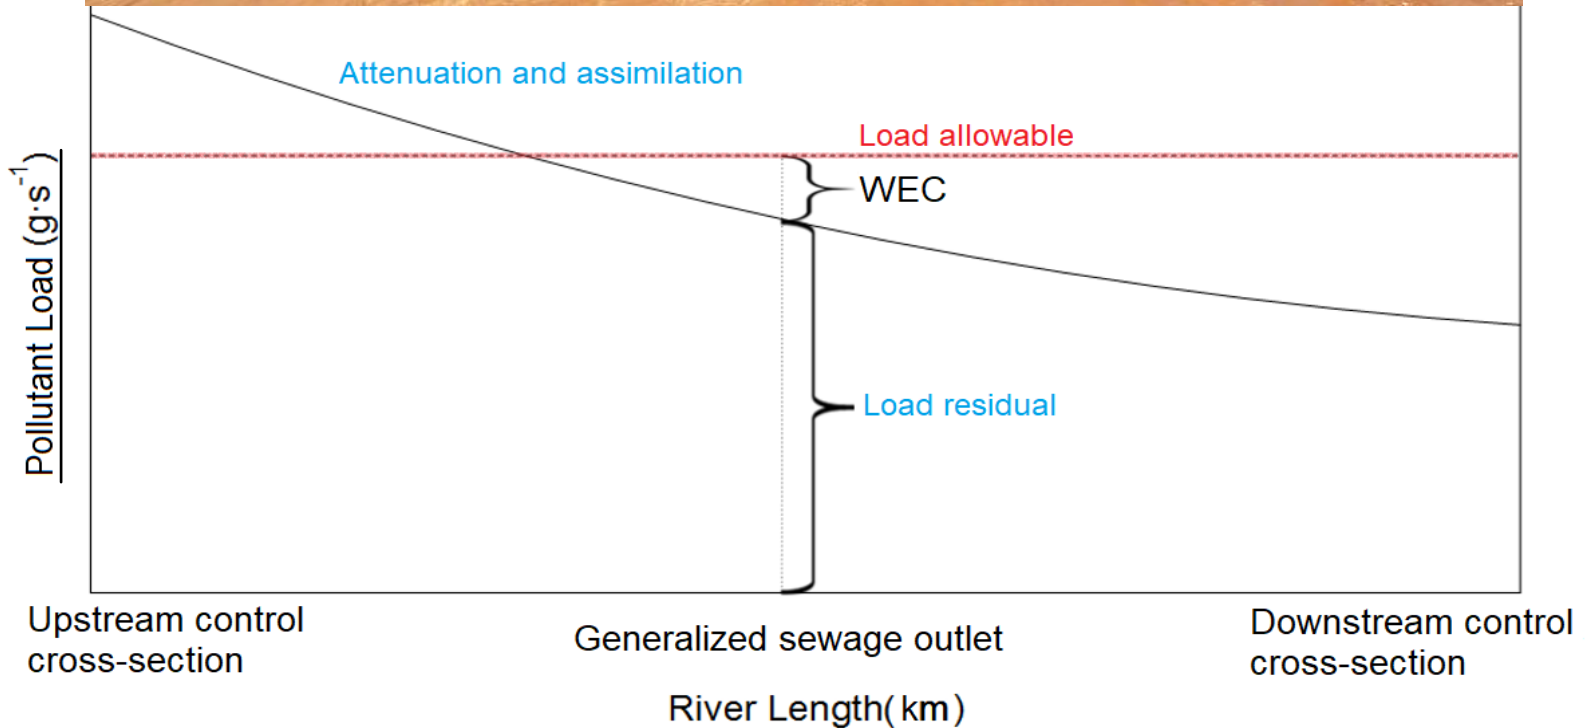 Attenuation and assimilation
Load allowable
WEC
Pollutant Load (g·s⁻¹)
Load residual
Upstream control
cross-section
Generalized sewage outlet
Downstream control
cross-section
River Length(km)